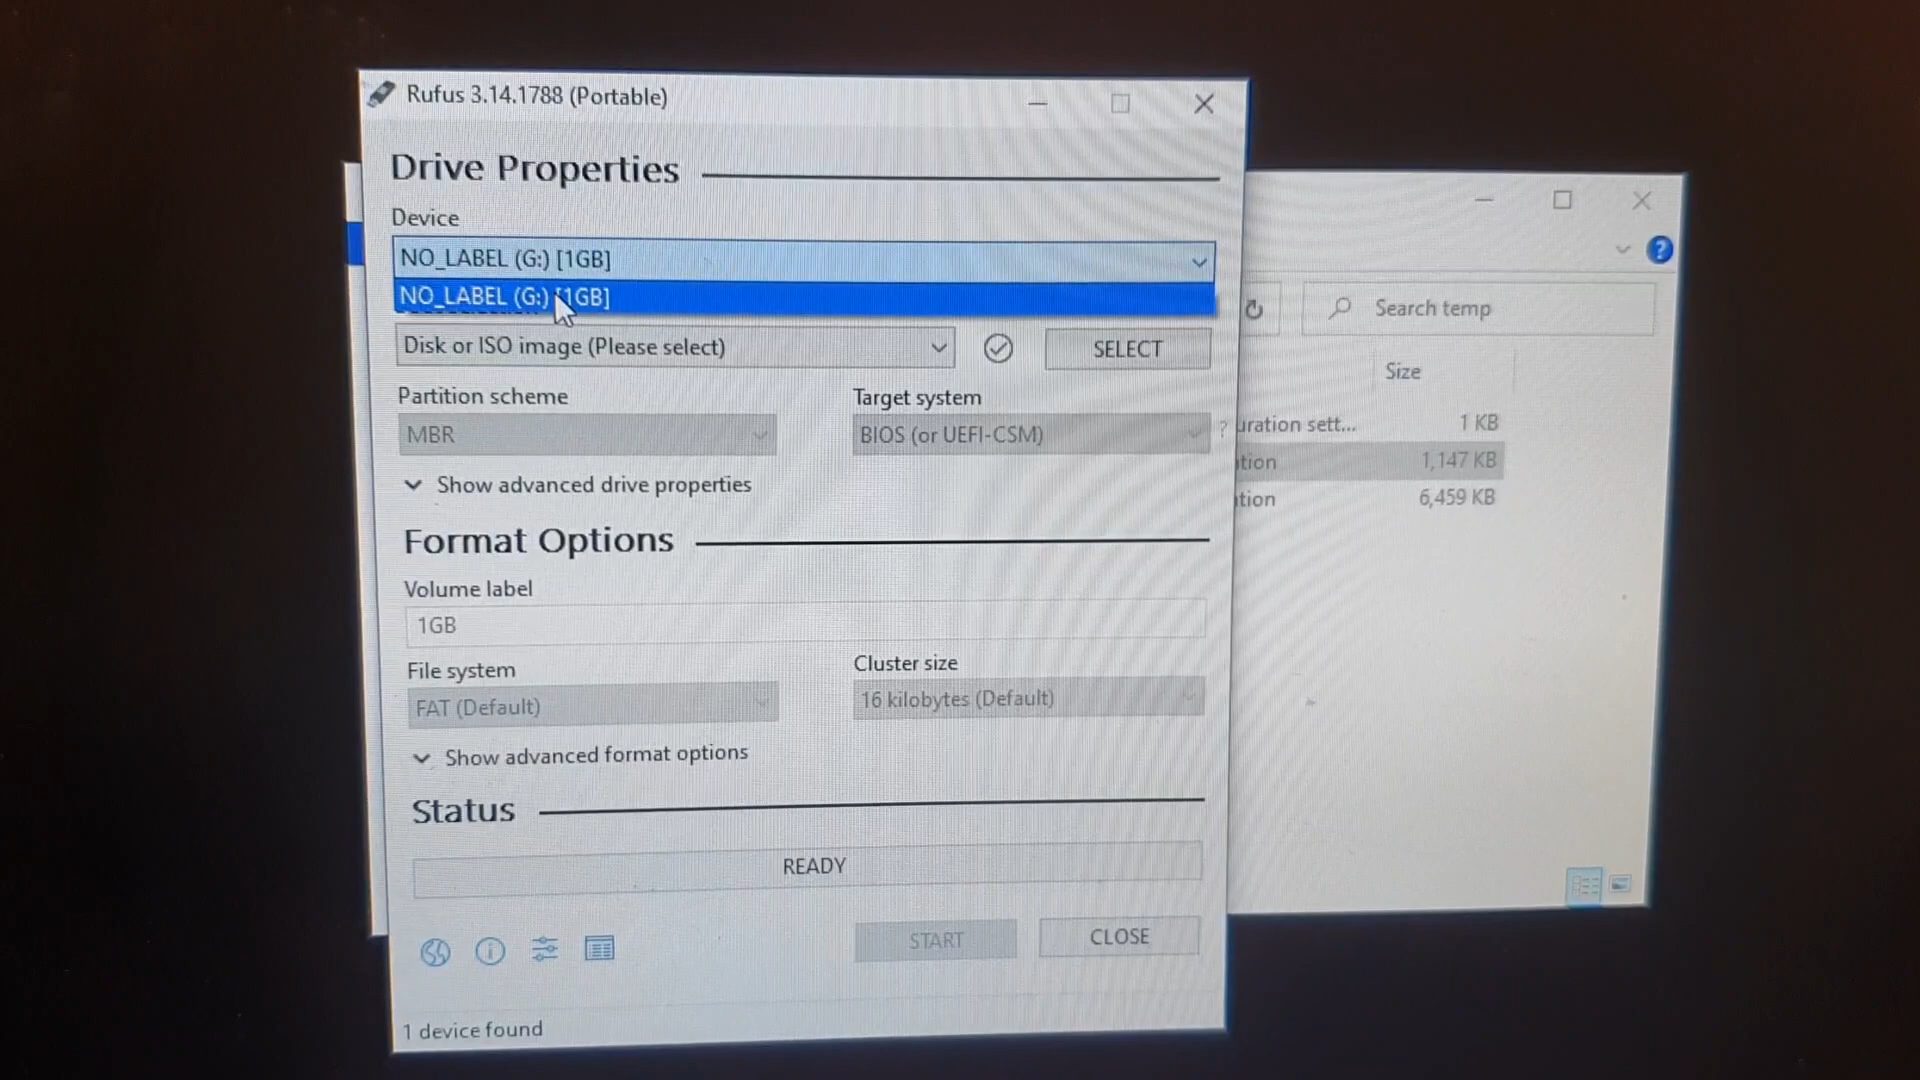 Rufus 3.14.1788 (Portable)
Drive Properties
Device
NO_LABEL (G:) [1GB]
NO_LABEL (G:) [1GB]
Disk or ISO image (Please select)
SELECT
Partition scheme
Target system
MBR
BIOS (or UEFI-CSM)
?
Show advanced drive properties
Format Options
Volume label
1GB
File system
Cluster size
FAT (Default)
16 kilobytes (Default)
Show advanced format options
Status
READY
START
CLOSE
1 device found
?
Search temp
Size
uration sett...
1 KB
tion
1,147 KB
tion
6,459 KB